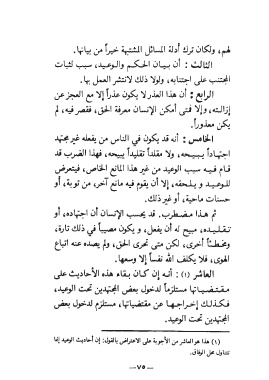 لهم، ولكان ترك أدلة المسائل المشتبهة خيراً من بيانها.
الثالث : أن بيان الحكم والوعيد، سبب لثبات
المجتنب على اجتنابه، ولولا ذلك لانتشر العمل بها.
الرابع : أن هذا العذر لا يكون عذراً إلا مع العجز عن
إزالته، وإلا فمتى أمكن الإنسان معرفة الحق، فقصر فيه، لم
يكن معذوراً.
الخامس : أنه قد يكون في الناس من يفعله غير مجتهد
اجتهاداً يبيحه، ولا مقلداً تقليداً يبيحه، فهذا الضرب قد
قام فيه سبب الوعيد من غير هذا المانع الخاص، فيتعرض
للوعيد و يلحقه، إلا أن يقوم فيه مانع آخر، من توبة، أو
حسنات ماحية، أو غير ذلك.
ثم هذا مضطرب. قد يحسب الإنسان أن اجتهاده، أو
تقليده، مبيح له أن يفعل، و يكون مصيباً في ذلك تارة،
ومخطئاً أخرى، لكن متى تحرى الحق، ولم يصده عنه اتباع
الهوى، فلا يكلف الله نفساً إلا وسعها.
العاشر (١) : أنه إن كان بقاء هذه الأحاديث على
مقتضياتها مستلزماً لدخول بعض المجتهدين تحت الوعيد،
فكذلك إخراجها عن مقتضياتها، مستلزم لدخول بعض
المجتهدين تحت الوعيد.
(١) هذا هو العاشر من الأجوبة على الاعتراض بالقول: إن أحاديث الوعيد إنما
تتناول محل الوفاق.
— ٧٥ —